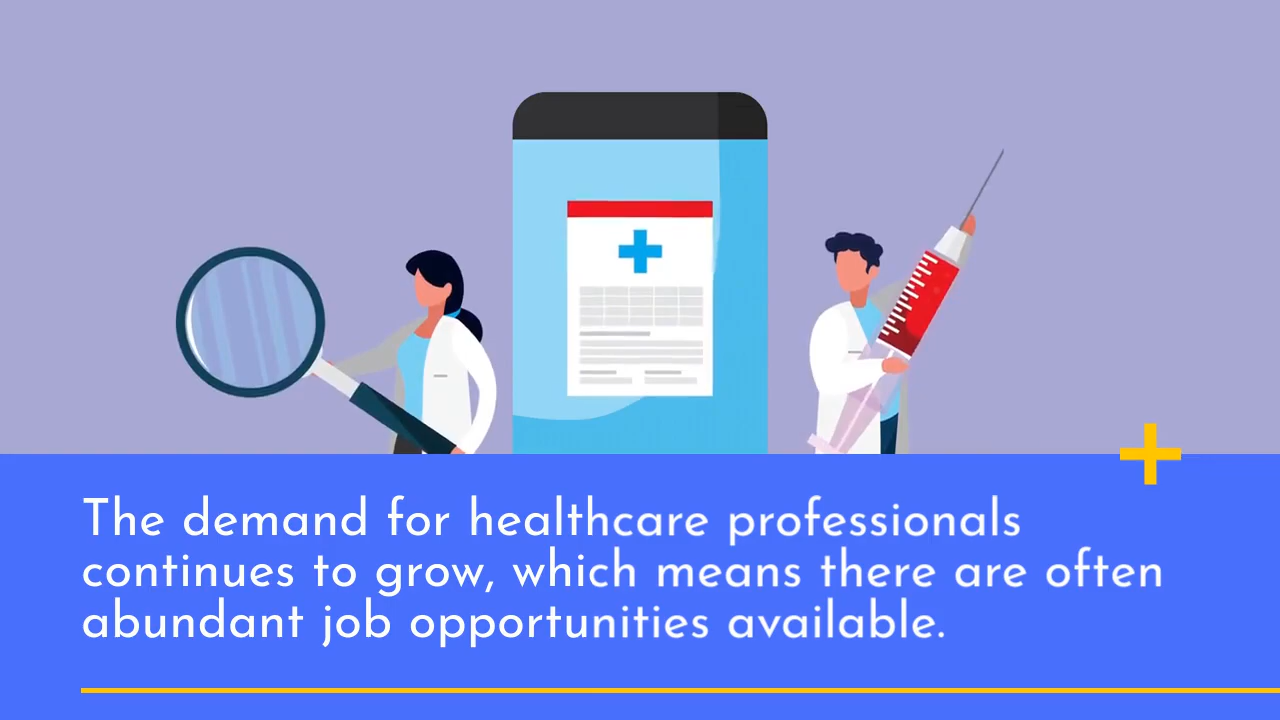 The demand for healthcare professionals
continues to grow, which means there are often
abundant job opportunities available.